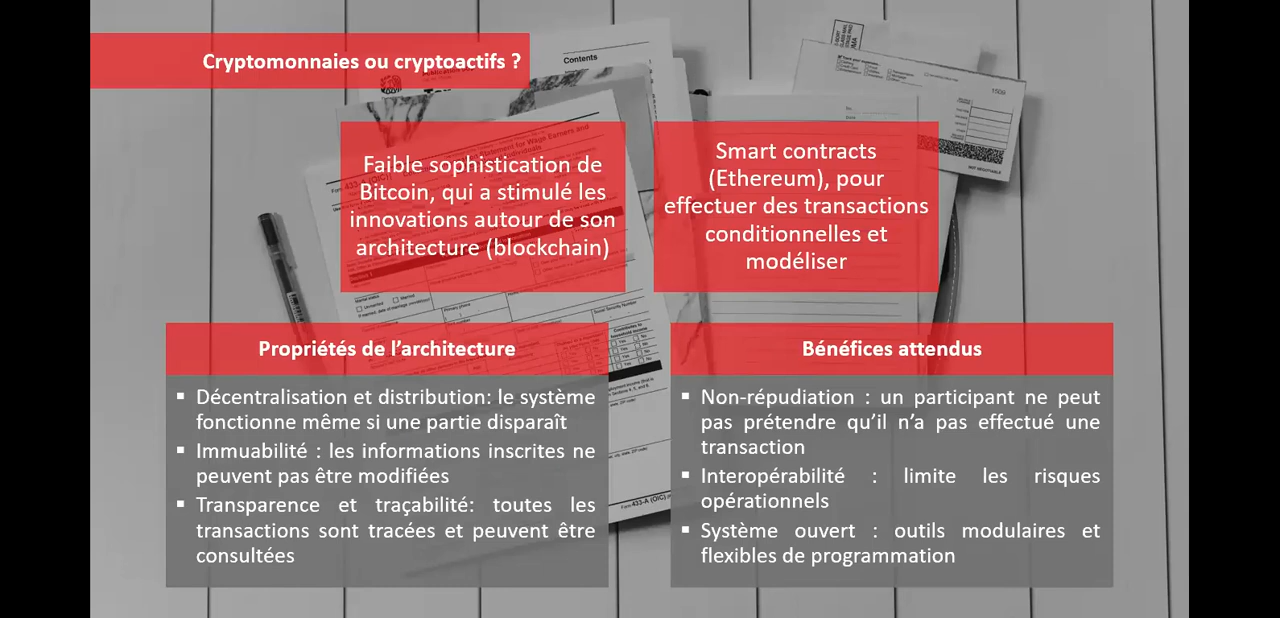 Cryptomonnaies ou cryptoactifs ?
Contents
Faible sophistication de
Bitcoin, qui a stimulé les
innovations autour de son
architecture (blockchain)
Smart contracts
(Ethereum), pour
effectuer des transactions
conditionnelles et
modéliser
Propriétés de l’architecture
▪ Décentralisation et distribution: le système
fonctionne même si une partie disparaît
▪ Immuabilité : les informations inscrites ne
peuvent pas être modifiées
▪ Transparence et traçabilité: toutes les
transactions sont tracées et peuvent être
consultées
Bénéfices attendus
▪ Non-répudiation : un participant ne peut
pas prétendre qu’il n’a pas effectué une
transaction
▪ Interopérabilité : limite les risques
opérationnels
▪ Système ouvert : outils modulaires et
flexibles de programmation